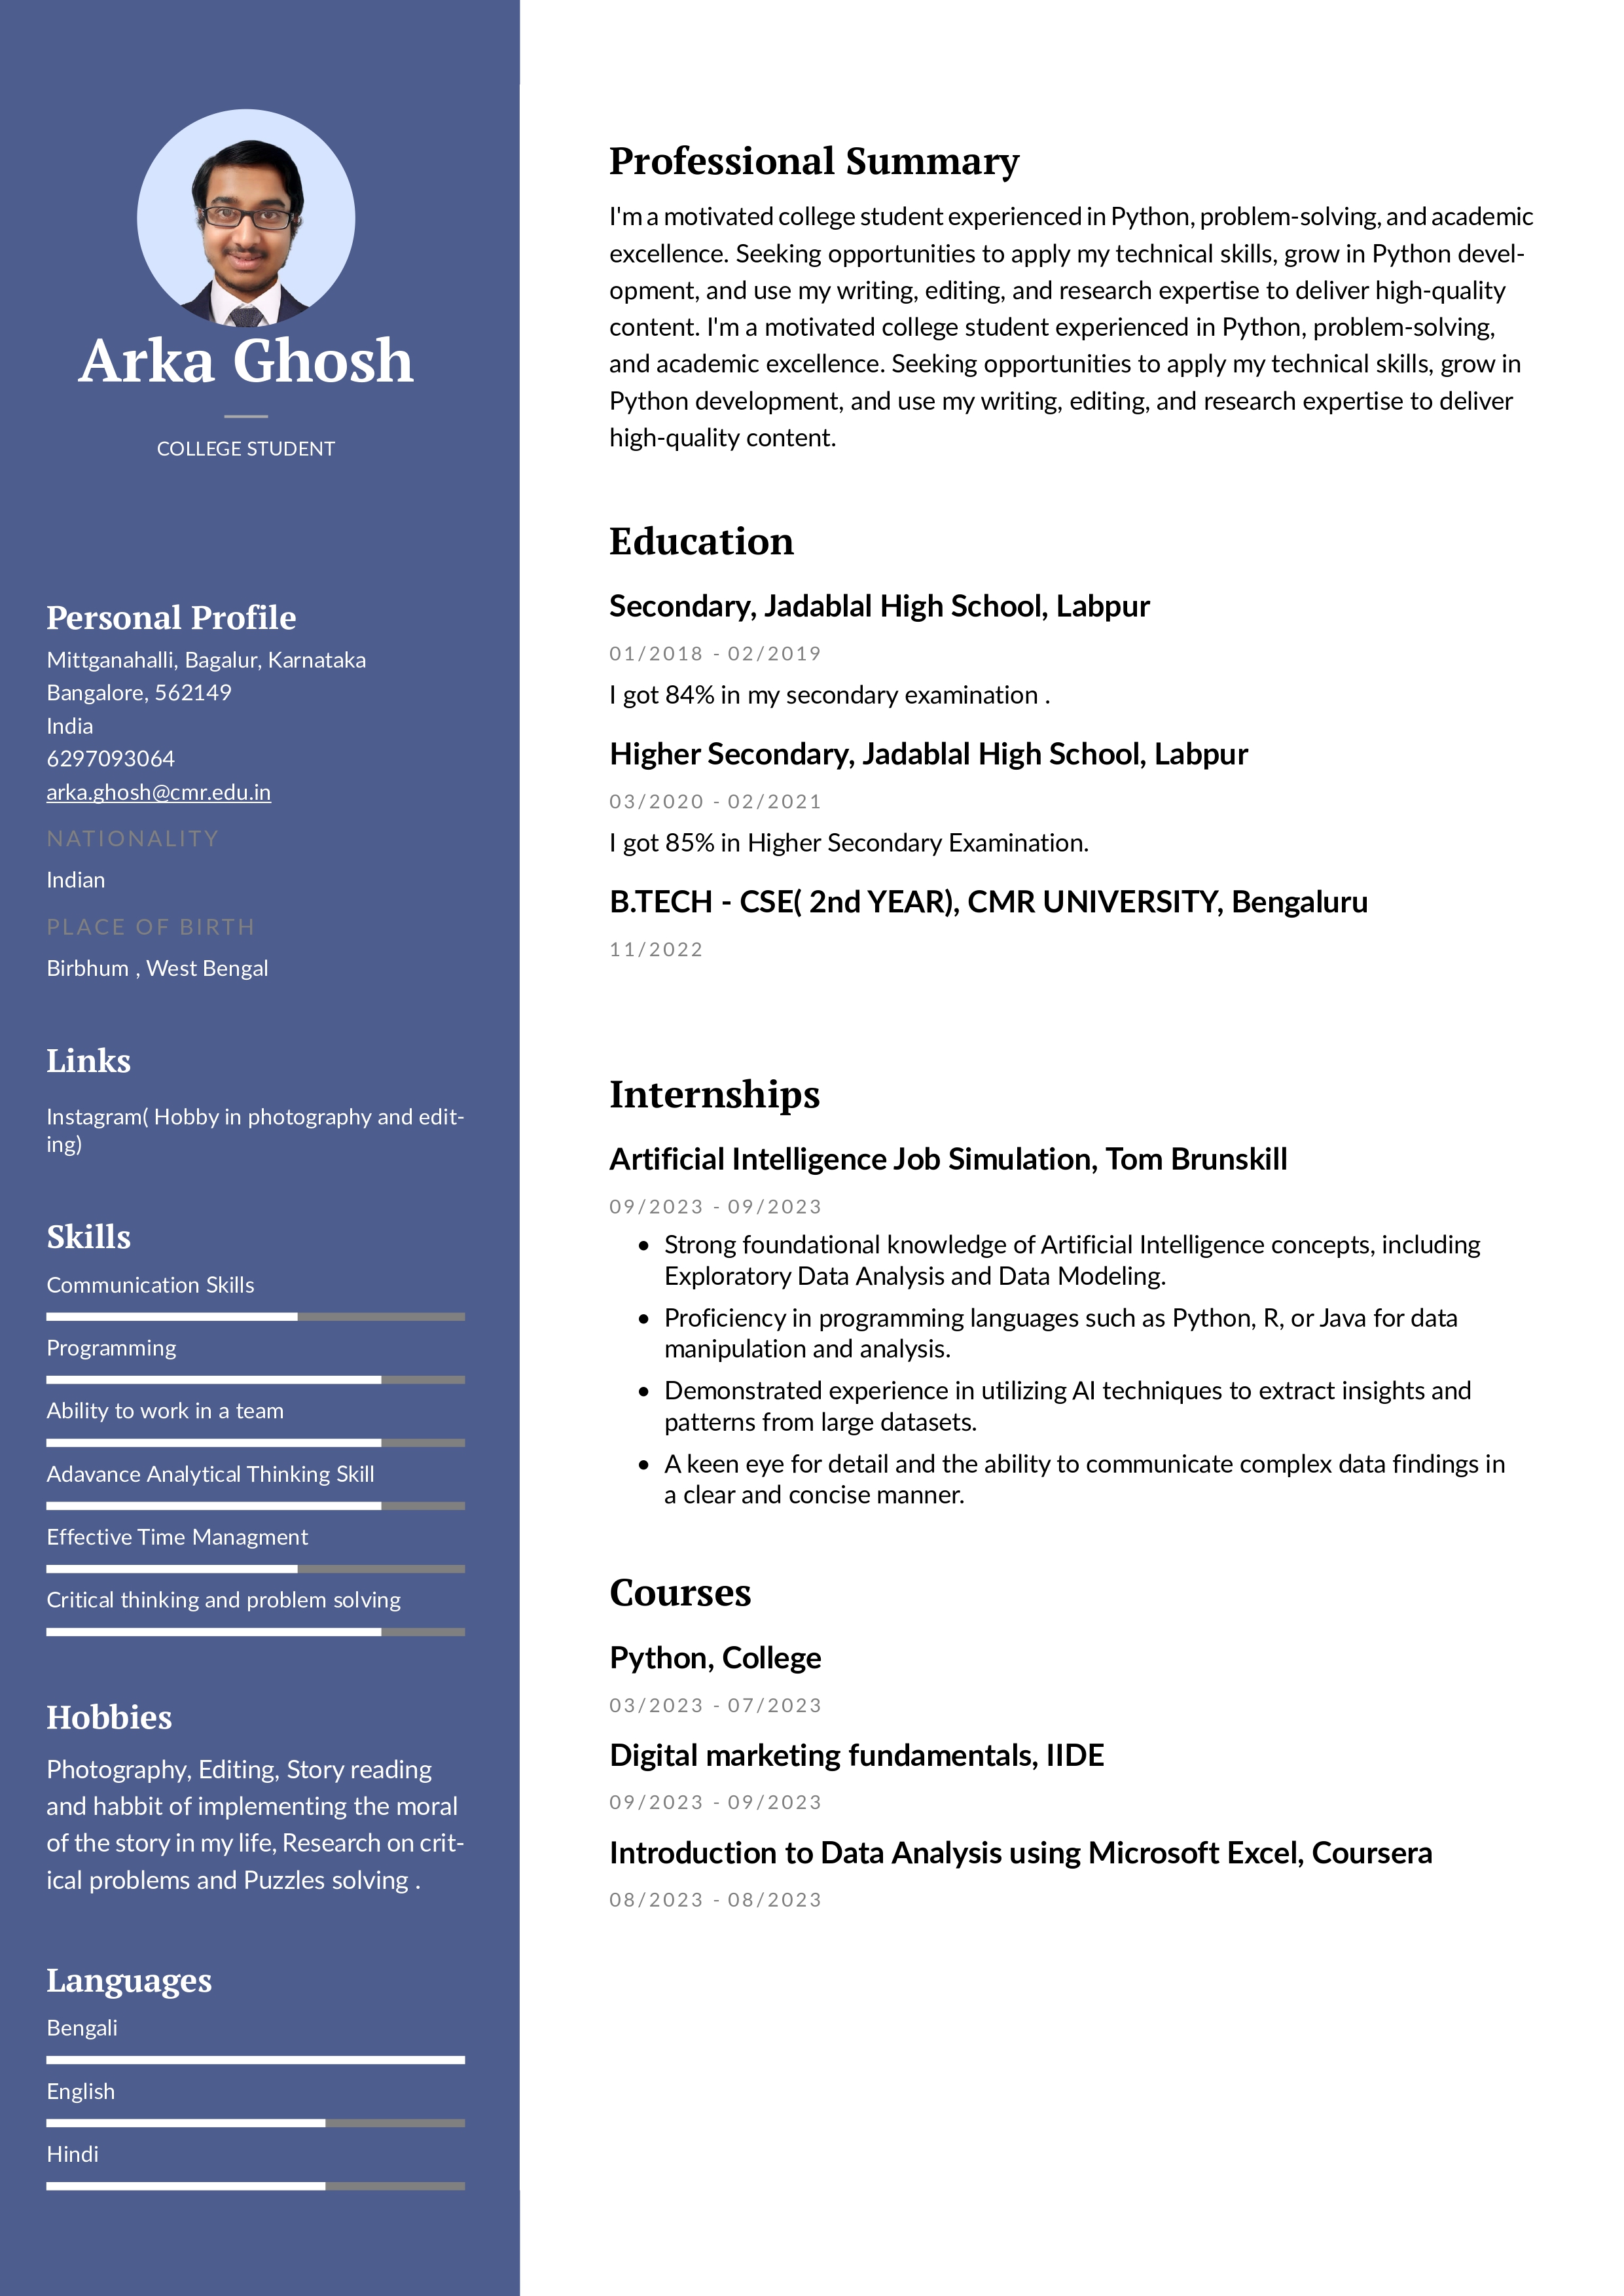 Arka Ghosh
COLLEGE STUDENT
Personal Profile
Mittganahalli, Bagalur, Karnataka
Bangalore, 562149
India
6297093064
arka.ghosh@cmr.edu.in
NATIONALITY
Indian
PLACE OF BIRTH
Birbhum , West Bengal
Links
Instagram( Hobby in photography and edit-
ing)
Skills
Communication Skills
Programming
Ability to work in a team
Adavance Analytical Thinking Skill
Effective Time Managment
Critical thinking and problem solving
Hobbies
Photography, Editing, Story reading
and habbit of implementing the moral
of the story in my life, Research on crit-
ical problems and Puzzles solving .
Languages
Bengali
English
Hindi
Professional Summary
I'm a motivated college student experienced in Python, problem-solving, and academic
excellence. Seeking opportunities to apply my technical skills, grow in Python devel-
opment, and use my writing, editing, and research expertise to deliver high-quality
content. I'm a motivated college student experienced in Python, problem-solving,
and academic excellence. Seeking opportunities to apply my technical skills, grow in
Python development, and use my writing, editing, and research expertise to deliver
high-quality content.
Education
Secondary, Jadablal High School, Labpur
01/2018 - 02/2019
I got 84% in my secondary examination .
Higher Secondary, Jadablal High School, Labpur
03/2020 - 02/2021
I got 85% in Higher Secondary Examination.
B.TECH - CSE( 2nd YEAR), CMR UNIVERSITY, Bengaluru
11/2022
Internships
Artificial Intelligence Job Simulation, Tom Brunskill
09/2023 - 09/2023
• Strong foundational knowledge of Artificial Intelligence concepts, including
Exploratory Data Analysis and Data Modeling.
• Proficiency in programming languages such as Python, R, or Java for data
manipulation and analysis.
• Demonstrated experience in utilizing AI techniques to extract insights and
patterns from large datasets.
• A keen eye for detail and the ability to communicate complex data findings in
a clear and concise manner.
Courses
Python, College
03/2023 - 07/2023
Digital marketing fundamentals, IIDE
09/2023 - 09/2023
Introduction to Data Analysis using Microsoft Excel, Coursera
08/2023 - 08/2023